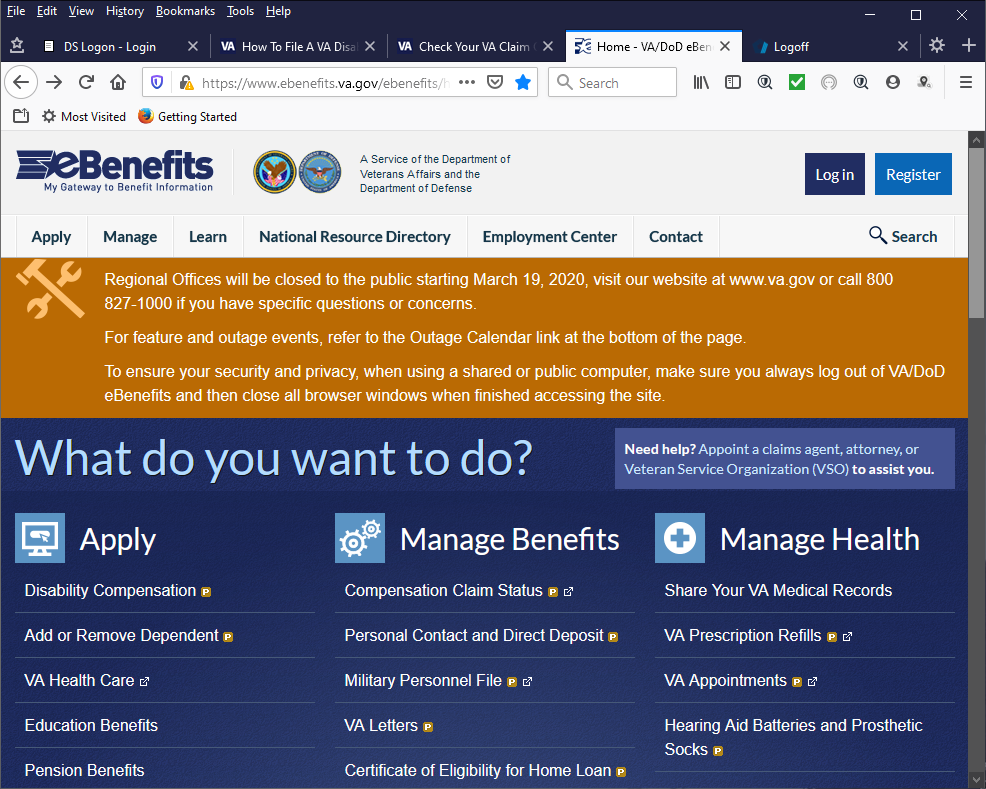 File Edit View History Bookmarks Tools Help
DS Logon - Login
VA How To File A VA Disa
VA Check Your VA Claim
Home - VA/DoD eBen
Logoff
https://www.ebenefits.va.gov/ebenefits/
Search
Most Visited
Getting Started
eBenefits
My Gateway to Benefit Information
A Service of the Department of
Veterans Affairs and the
Department of Defense
Log in
Register
Apply
Manage
Learn
National Resource Directory
Employment Center
Contact
Search
Regional Offices will be closed to the public starting March 19, 2020, visit our website at www.va.gov or call 800
827-1000 if you have specific questions or concerns.
For feature and outage events, refer to the Outage Calendar link at the bottom of the page.
To ensure your security and privacy, when using a shared or public computer, make sure you always log out of VA/DoD
eBenefits and then close all browser windows when finished accessing the site.
What do you want to do?
Need help? Appoint a claims agent, attorney, or
Veteran Service Organization (VSO) to assist you.
Apply
Disability Compensation P
Add or Remove Dependent P
VA Health Care
Education Benefits
Pension Benefits
Manage Benefits
Compensation Claim Status P
Personal Contact and Direct Deposit P
Military Personnel File P
VA Letters P
Certificate of Eligibility for Home Loan P
Manage Health
Share Your VA Medical Records
VA Prescription Refills P
VA Appointments P
Hearing Aid Batteries and Prosthetic
Socks P